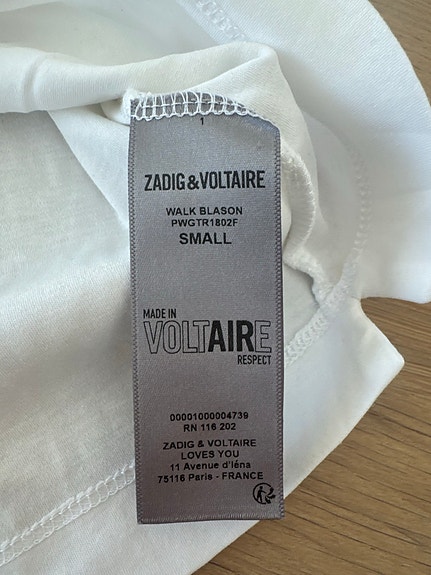 1
ZADIG&VOLTAIRE
WALK BLASON
PWGTR1802F
SMALL
MADE IN
VOLTAIRE
RESPECT
00001000004739
RN 116 202
ZADIG & VOLTAIRE
LOVES YOU
11 Avenue d'Iéna
75116 Paris - FRANCE